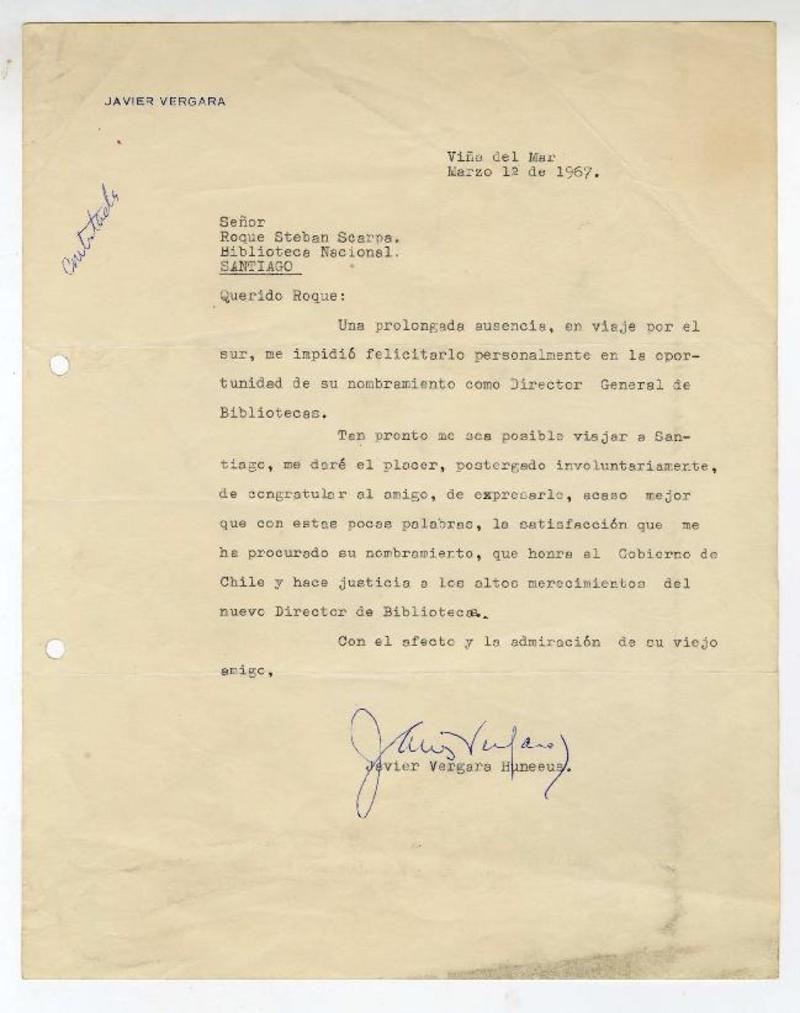 JAVIER VERGARA
Viña del Mar
Marzo 12 de 1967.
contestada
Señor
Roque Steban Scarpa.
Biblioteca Nacional.
SANTIAGO
Querido Roque:
Una prolongada ausencia, en viaje por el
sur, me impidió felicitarlo personalmente en la opor-
tunidad de su nombramiento como Director General de
Bibliotecas.
Tan pronto me sea posible viajar a San-
tiago, me daré el placer, postergado involuntariamente,
de congratular al amigo, de expresarle, acaso mejor
que con estas pocas palabras, la satisfacción que me
ha procurado su nombramiento, que honra al Gobierno de
Chile y hace justicia a los altos merecimientos del
nuevo Director de Bibliotecas.
Con el afecto y la admiración de su viejo
amigo,
Javier Vergara
Javier Vergara Huneeus.